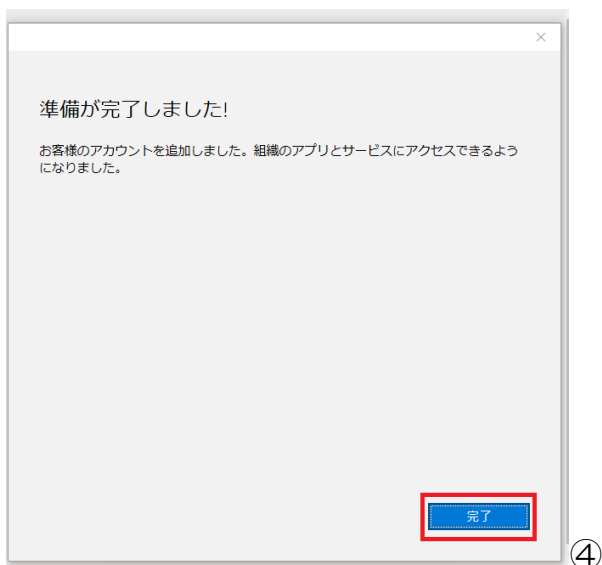 準備が完了しました!
お客様のアカウントを追加しました。組織のアプリとサービスにアクセスできるよう
になりました。
完了
④